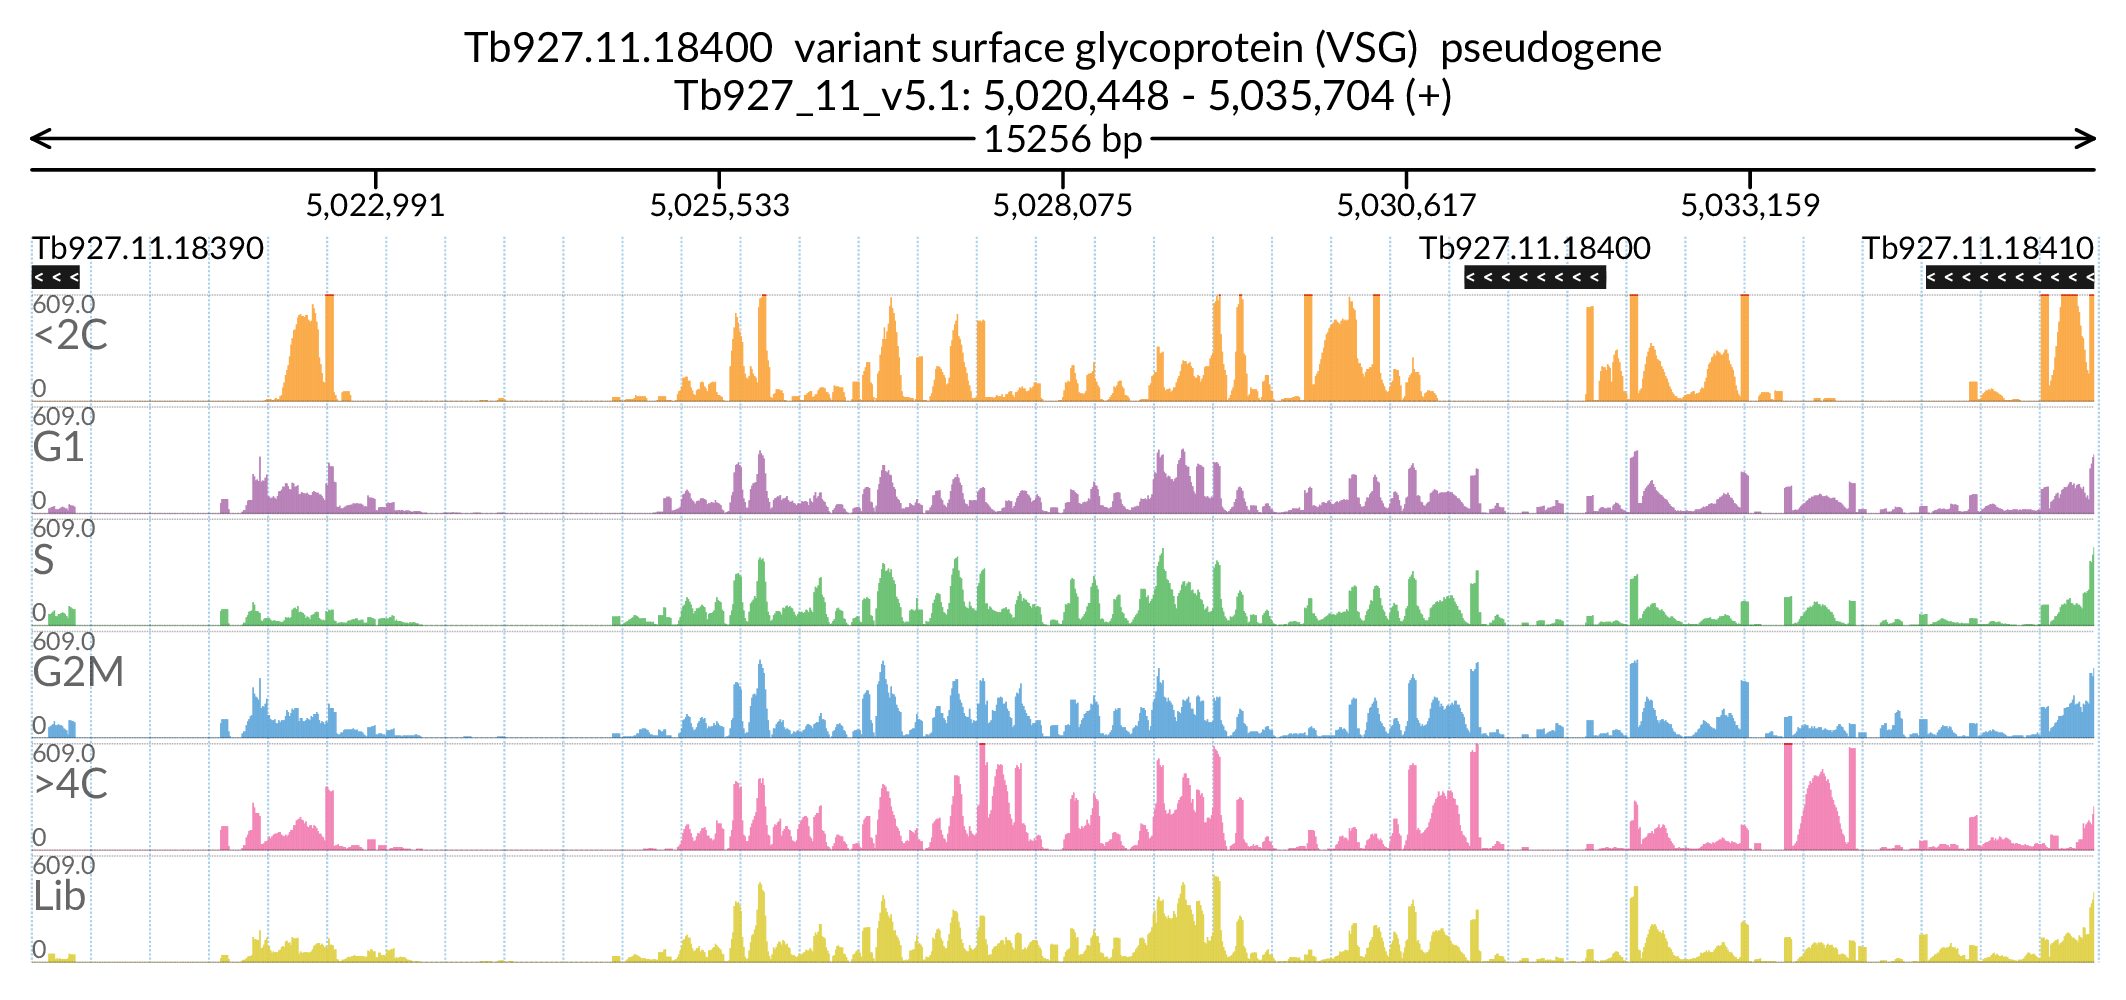 Tb927.11.18400 variant surface glycoprotein (VSG) pseudogene
Tb927_11_v5.1: 5,020,448 - 5,035,704 (+)
15256 bp
5,022,991 5,025,533 5,028,075 5,030,617 5,033,159
Tb927.11.18390 Tb927.11.18400 Tb927.11.18410
609.0
<2C
0
609.0
G1
0
609.0
S
0
609.0
G2M
0
609.0
>4C
0
609.0
Lib
0